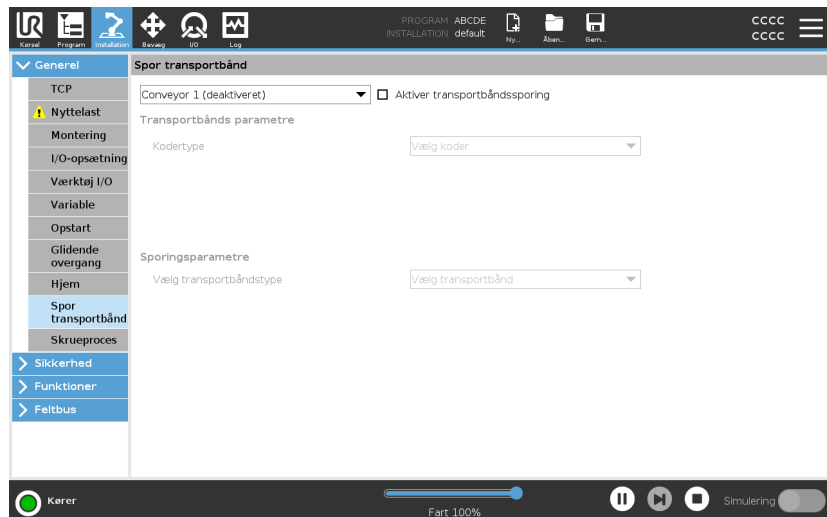 PROGRAM ABCDE
INSTALLATION default
Kørsel Program Installation Bevæg I/O Log Ny... Åben... Gem...
cccc
cccc
Generel
TCP
Nyttelast
Montering
I/O-opsætning
Værktøj I/O
Variable
Opstart
Glidende
overgang
Hjem
Spor
transportbånd
Skrueproces
Sikkerhed
Funktioner
Feltbus
Spor transportbånd
Conveyor 1 (deaktiveret) Aktiver transportbåndssporing
Transportbånds parametre
Kodertype Vælg koder
Sporingsparametre
Vælg transportbåndstype Vælg transportbånd
Kører
Fart 100%
Simulering